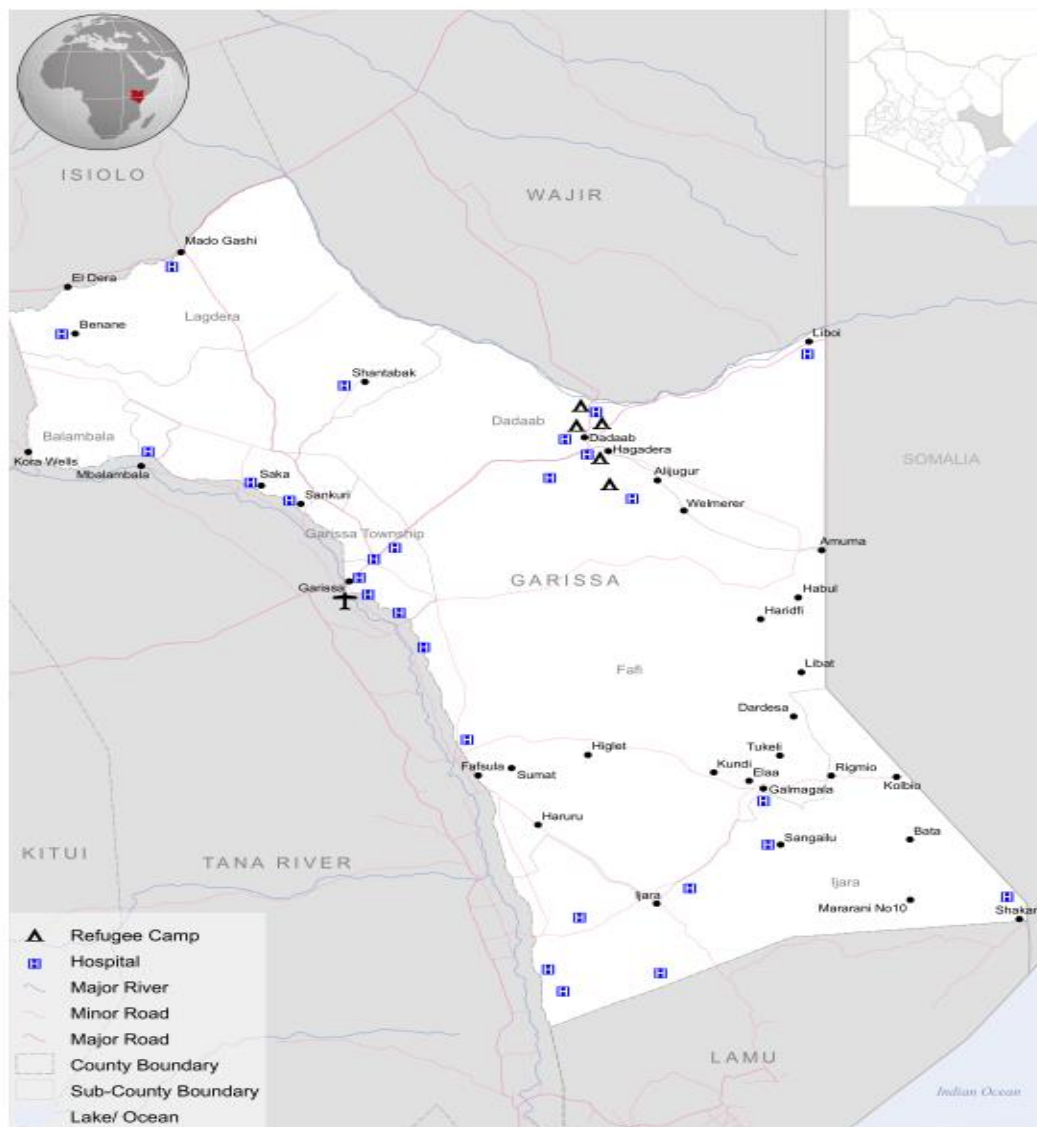 ISIOLO
WAJIR
Mado Gashi
El Dera
Lagdera
Benane
Liboi
Shantabak
Dadaab
Balambala
Dadaab
Kora Wells
Hagadera
SOMALIA
Mbalambala
Saka
Alijugur
Sankuri
Welmerer
Garissa Township
Amuma
GARISSA
Garissa
Habul
Haridfi
Fafi
Libat
Dardesa
Tukeli
Higlet
Kundi
Elaa
Rigmio
Fafsula
Sumat
Galmagala
Kolbio
Haruru
Sangailu
Bata
KITUI
TANA RIVER
Ijara
Ijara
Mararani No10
Shakan
Refugee Camp
H Hospital
Major River
Minor Road
Major Road
County Boundary
Sub-County Boundary
Lake/ Ocean
LAMU
Indian Ocean